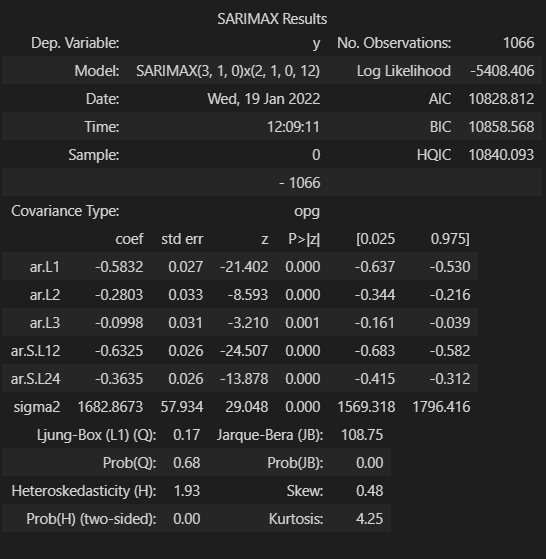 SARIMAX Results
Dep. Variable: y No. Observations: 1066
Model: SARIMAX(3, 1, 0)x(2, 1, 0, 12) Log Likelihood -5408.406
Date: Wed, 19 Jan 2022 AIC 10828.812
Time: 12:09:11 BIC 10858.568
Sample: 0 HQIC 10840.093
- 1066
Covariance Type: opg
coef std err z P>|z| [0.025 0.975]
ar.L1 -0.5832 0.027 -21.402 0.000 -0.637 -0.530
ar.L2 -0.2803 0.033 -8.593 0.000 -0.344 -0.216
ar.L3 -0.0998 0.031 -3.210 0.001 -0.161 -0.039
ar.S.L12 -0.6325 0.026 -24.507 0.000 -0.683 -0.582
ar.S.L24 -0.3635 0.026 -13.878 0.000 -0.415 -0.312
sigma2 1682.8673 57.934 29.048 0.000 1569.318 1796.416
Ljung-Box (L1) (Q): 0.17 Jarque-Bera (JB): 108.75
Prob(Q): 0.68 Prob(JB): 0.00
Heteroskedasticity (H): 1.93 Skew: 0.48
Prob(H) (two-sided): 0.00 Kurtosis: 4.25